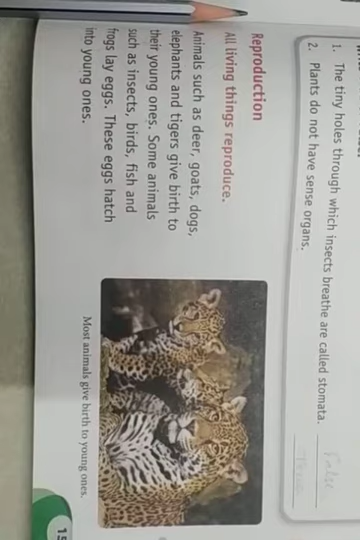 1. The tiny holes through which insects breathe are called stomata. False
2. Plants do not have sense organs.
Reproduction
All living things reproduce.
Animals such as deer, goats, dogs,
elephants and tigers give birth to
their young ones. Some animals
such as insects, birds, fish and
frogs lay eggs. These eggs hatch
into young ones.
Most animals give birth to young ones.